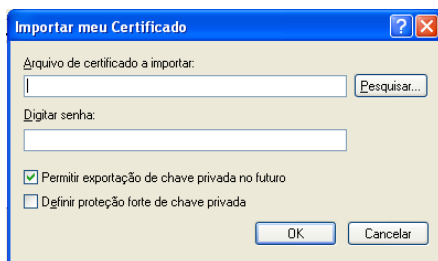 Importar meu Certificado
Arquivo de certificado a importar:
Pesquisar...
Digitar senha:
Permitir exportação de chave privada no futuro
Definir proteção forte de chave privada
OK Cancelar